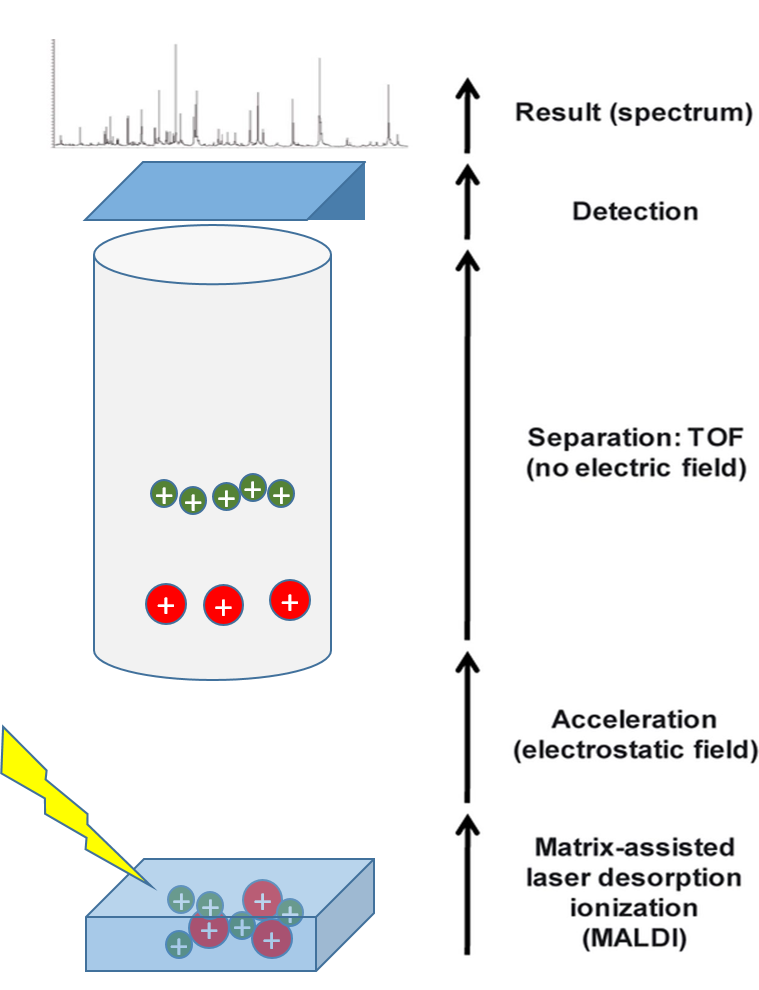 Result (spectrum)
Detection
Separation: TOF
(no electric field)
Acceleration
(electrostatic field)
Matrix-assisted
laser desorption
ionization
(MALDI)
+ + + + +
+ + +
+ + + +
+ + + +